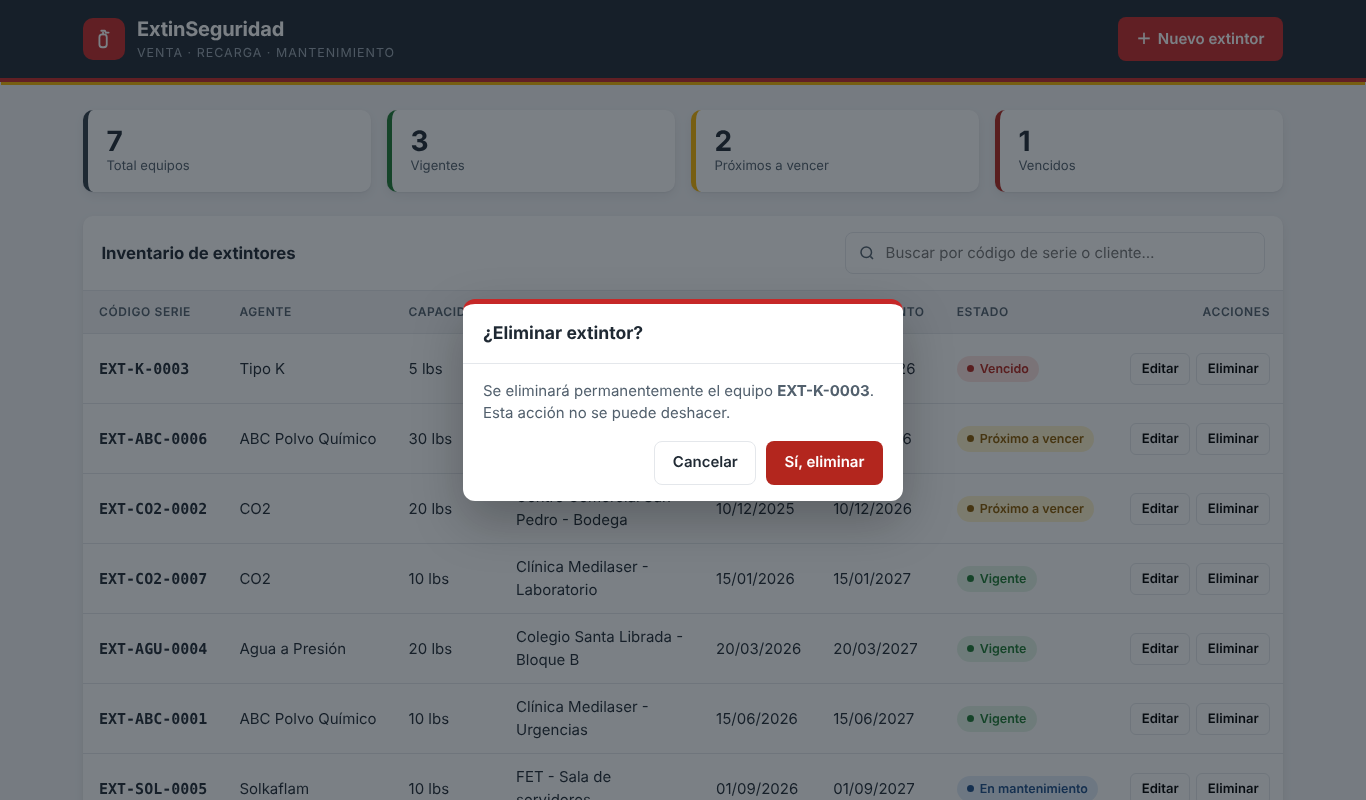 ExtinSeguridad
VENTA · RECARGA · MANTENIMIENTO
+ Nuevo extintor
7
Total equipos
3
Vigentes
2
Próximos a vencer
1
Vencidos
Inventario de extintores
Buscar por código de serie o cliente...
CÓDIGO SERIE AGENTE ESTADO ACCIONES
EXT-K-0003 Tipo K 5 lbs Vencido Editar Eliminar
EXT-ABC-0006 ABC Polvo Químico 30 lbs Próximo a vencer Editar Eliminar
EXT-CO2-0002 CO2 20 lbs Pedro - Bodega 10/12/2025 10/12/2026 Próximo a vencer Editar Eliminar
EXT-CO2-0007 CO2 10 lbs Clínica Medilaser -
Laboratorio 15/01/2026 15/01/2027 Vigente Editar Eliminar
EXT-AGU-0004 Agua a Presión 20 lbs Colegio Santa Librada -
Bloque B 20/03/2026 20/03/2027 Vigente Editar Eliminar
EXT-ABC-0001 ABC Polvo Químico 10 lbs Clínica Medilaser -
Urgencias 15/06/2026 15/06/2027 Vigente Editar Eliminar
EXT-SOL-0005 Solkaflam 10 lbs FET - Sala de
servidores 01/09/2026 01/09/2027 En mantenimiento Editar Eliminar
¿Eliminar extintor?
Se eliminará permanentemente el equipo EXT-K-0003.
Esta acción no se puede deshacer.
Cancelar
Sí, eliminar